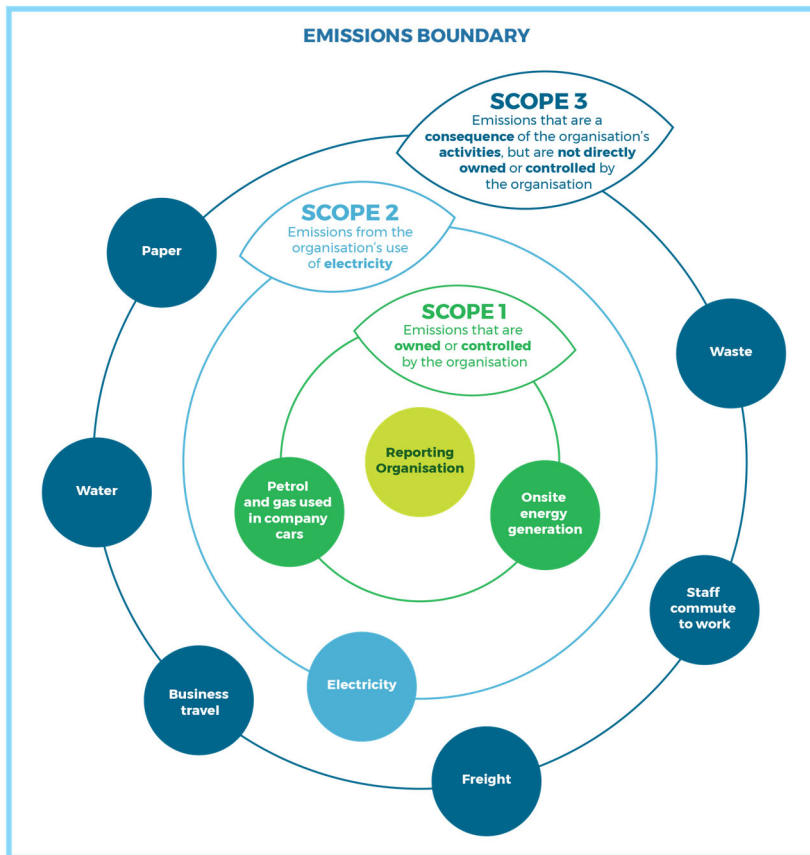 EMISSIONS BOUNDARY
SCOPE 3
Emissions that are a
consequence of the organisation's
activities, but are not directly
owned or controlled by
the organisation
SCOPE 2
Emissions from the
organisation's use
of electricity
Paper
SCOPE 1
Emissions that are
owned or controlled
by the organisation
Waste
Reporting
Organisation
Water
Petrol
and gas used
in company
cars
Onsite
energy
generation
Staff
commute
to work
Business
travel
Electricity
Freight